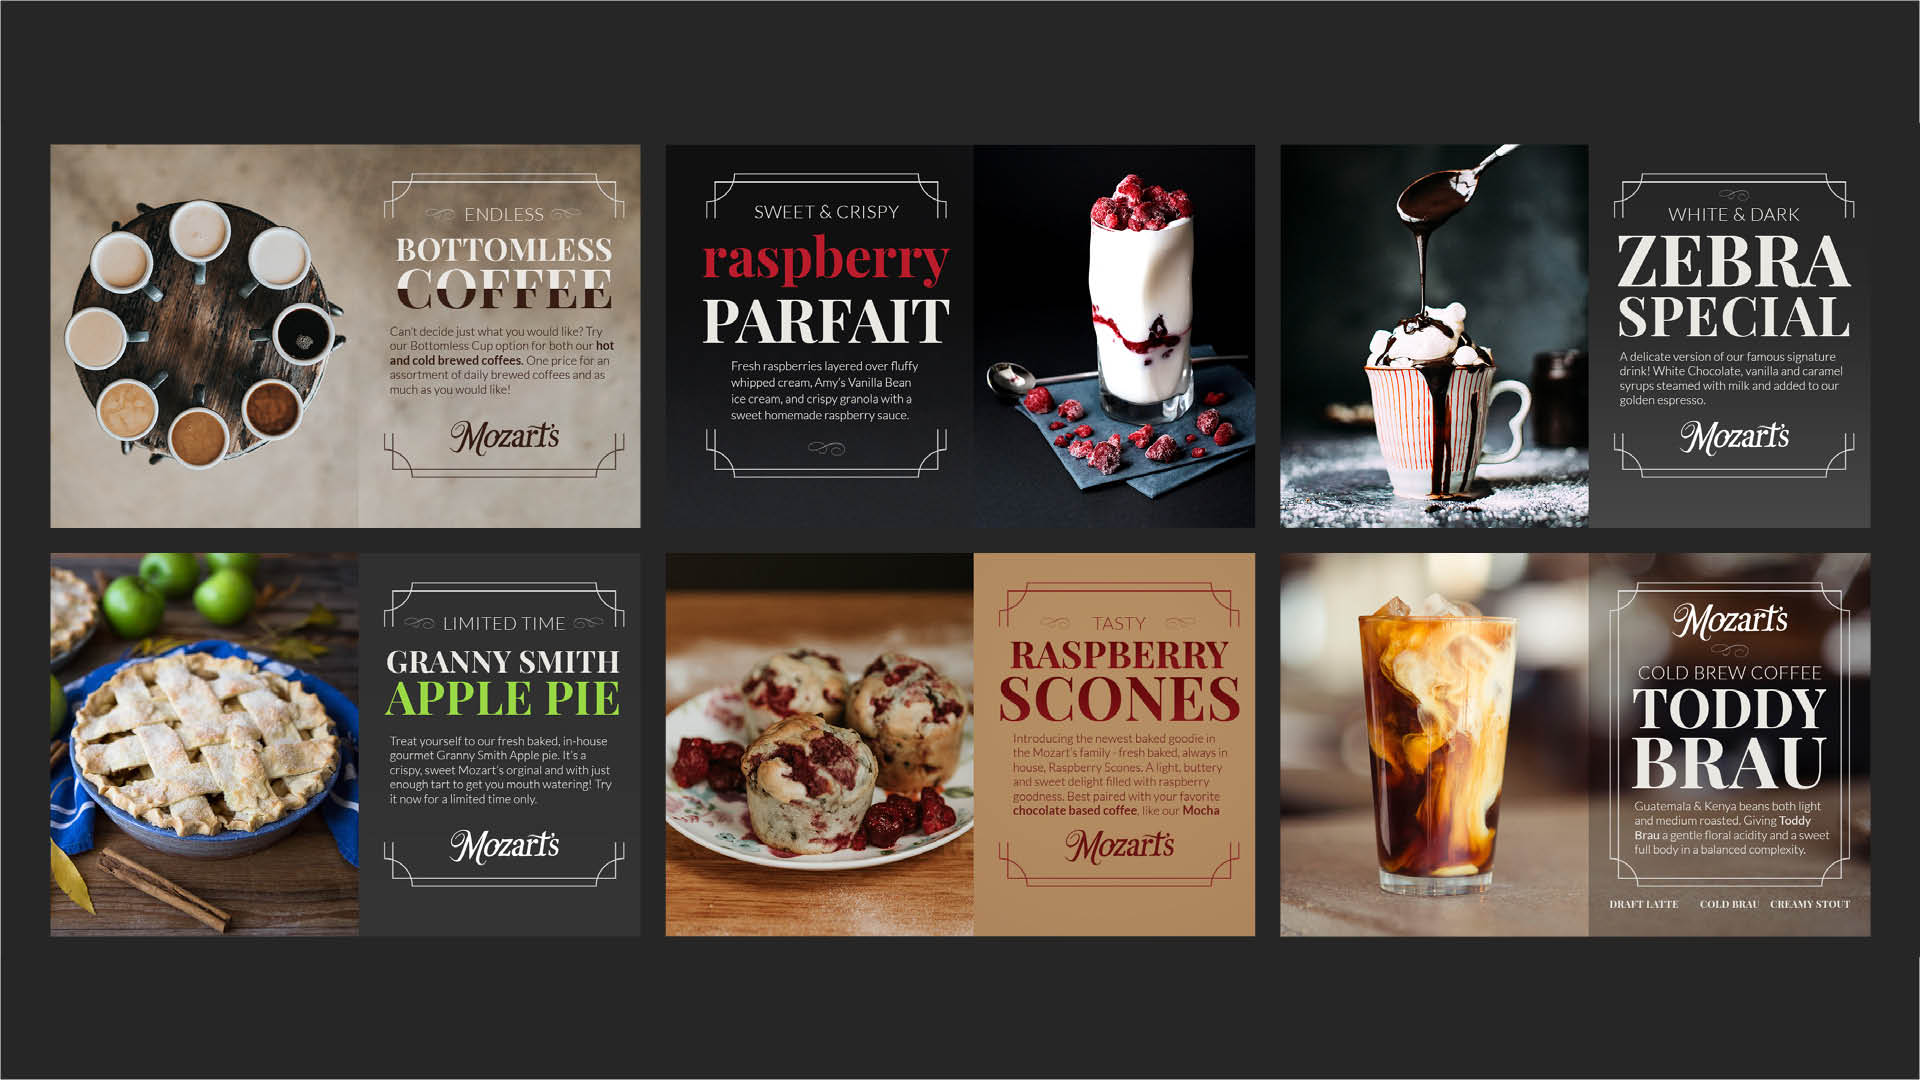 ENDLESS
BOTTOMLESS
COFFEE
Can't decide just what you would like? Try
our Bottomless Cup option for both our hot
and cold brewed coffees. One price for an
assortment of daily brewed coffees and as
much as you would like!
Mozart's
SWEET & CRISPY
raspberry
PARFAIT
Fresh raspberries layered over fluffy
whipped cream, Amy's Vanilla Bean
ice cream, and crispy granola with a
sweet homemade raspberry sauce.
WHITE & DARK
ZEBRA
SPECIAL
A delicate version of our famous signature
drink! White Chocolate, vanilla and caramel
syrups steamed with milk and added to our
golden espresso.
Mozart's
LIMITED TIME
GRANNY SMITH
APPLE PIE
Treat yourself to our fresh baked, in-house
gourmet Granny Smith Apple pie. It's a
crispy, sweet Mozart's orginal and with just
enough tart to get you mouth watering! Try
it now for a limited time only.
Mozart's
TASTY
RASPBERRY
SCONES
Introducing the newest baked goodie in
the Mozart's family - fresh baked, always in
house, Raspberry Scones. A light, buttery
and sweet delight filled with raspberry
goodness. Best paired with your favorite
chocolate based coffee, like our Mocha
Mozart's
Mozart's
COLD BREW COFFEE
TODDY
BRAU
Guatemala & Kenya beans both light
and medium roasted. Giving Toddy
Brau a gentle floral acidity and a sweet
full body in a balanced complexity.
DRAFT LATTE COLD BRAU CREAMY STOUT